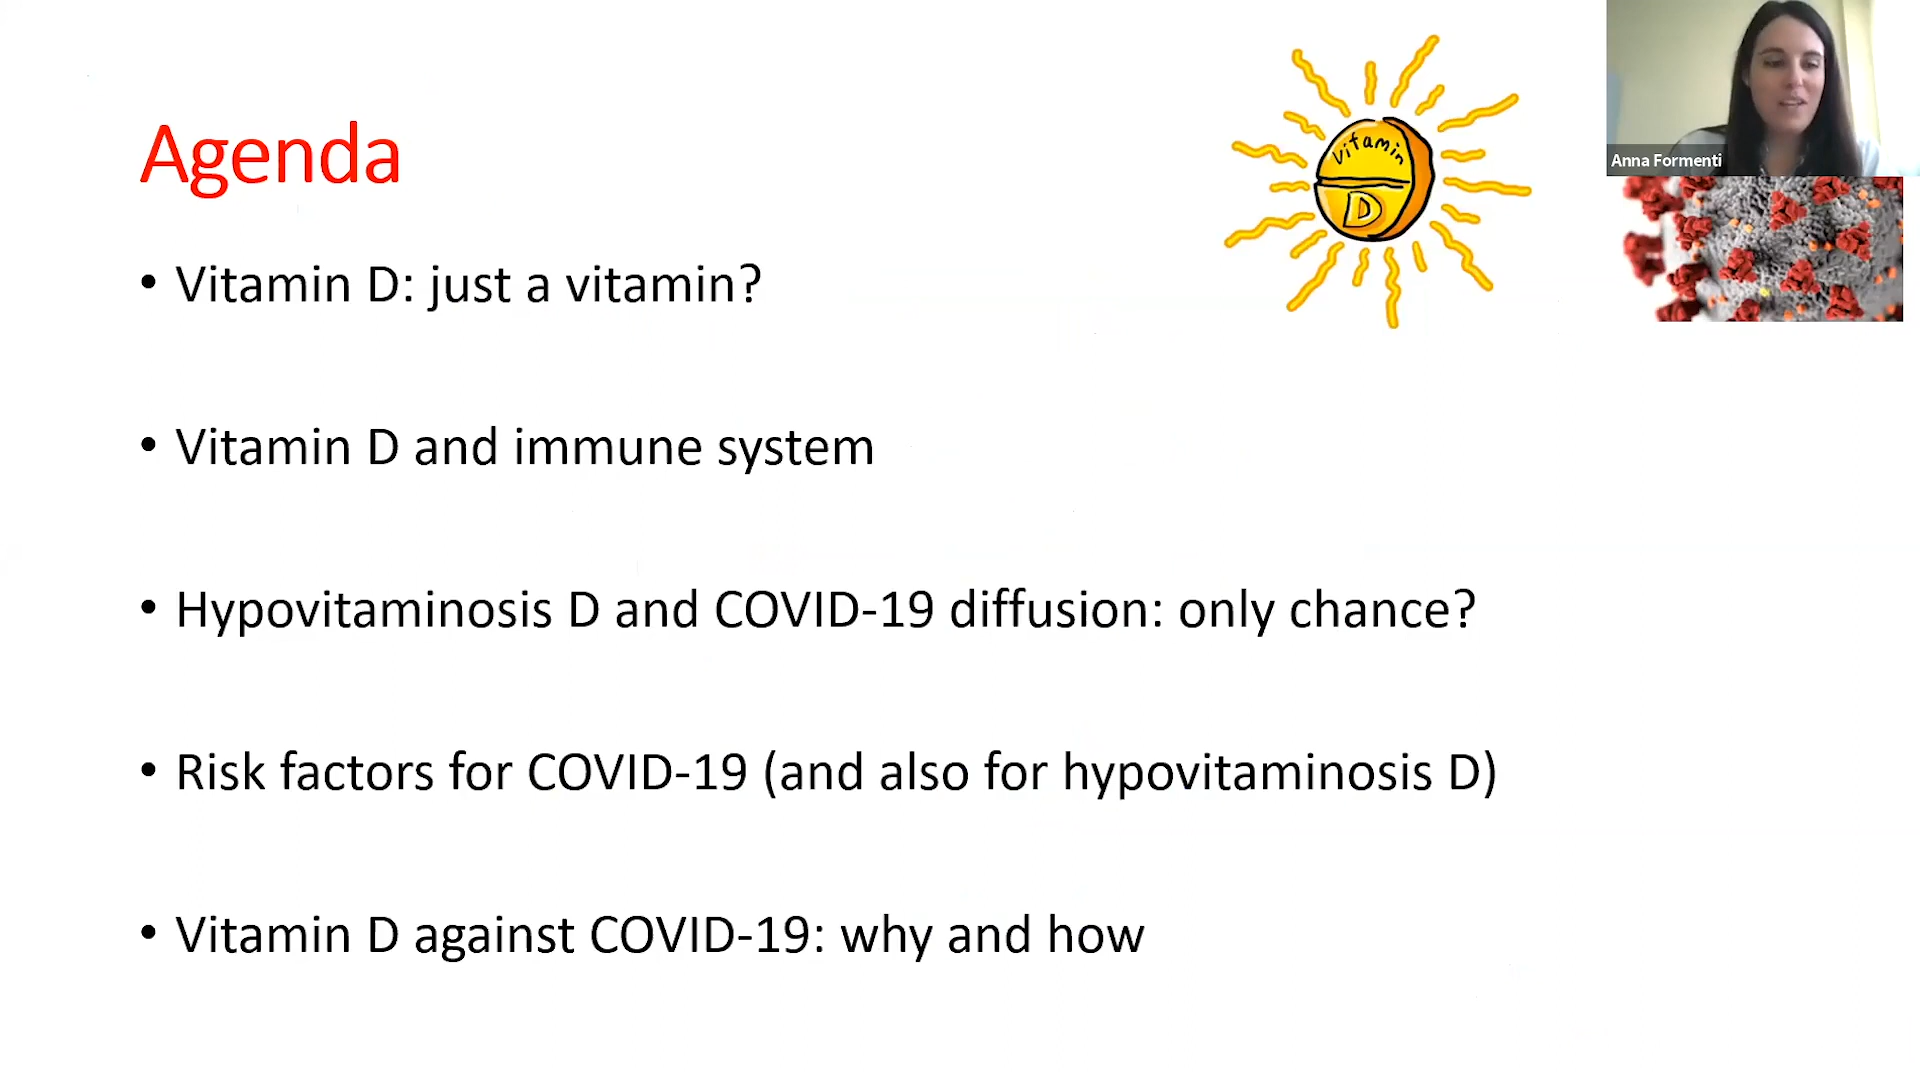 Agenda
vitamin
D
Anna Formenti
• Vitamin D: just a vitamin?
• Vitamin D and immune system
• Hypovitaminosis D and COVID-19 diffusion: only chance?
• Risk factors for COVID-19 (and also for hypovitaminosis D)
• Vitamin D against COVID-19: why and how